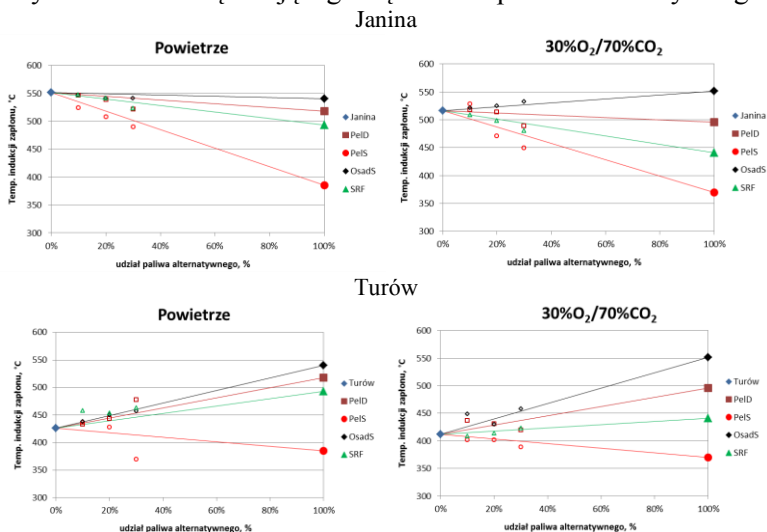 Janina
Powietrze
Temp. indukcji zapłonu, °C
600
550
500
450
400
350
300
0%
20%
40%
60%
80%
100%
udział paliwa alternatywnego, %
Janina
PelD
PelS
OsadS
SRF
30%O₂/70%CO₂
Temp. indukcji zapłonu, °C
600
550
500
450
400
350
300
0%
20%
40%
60%
80%
100%
udział paliwa alternatywnego, %
Janina
PelD
PelS
OsadS
SRF
Turów
Powietrze
Temp. indukcji zapłonu, °C
600
550
500
450
400
350
300
0%
20%
40%
60%
80%
100%
udział paliwa alternatywnego, %
Turów
PelD
PelS
OsadS
SRF
30%O₂/70%CO₂
Temp. indukcji zapłonu, °C
600
550
500
450
400
350
300
0%
20%
40%
60%
80%
100%
udział paliwa alternatywnego, %
Turów
PelD
PelS
OsadS
SRF